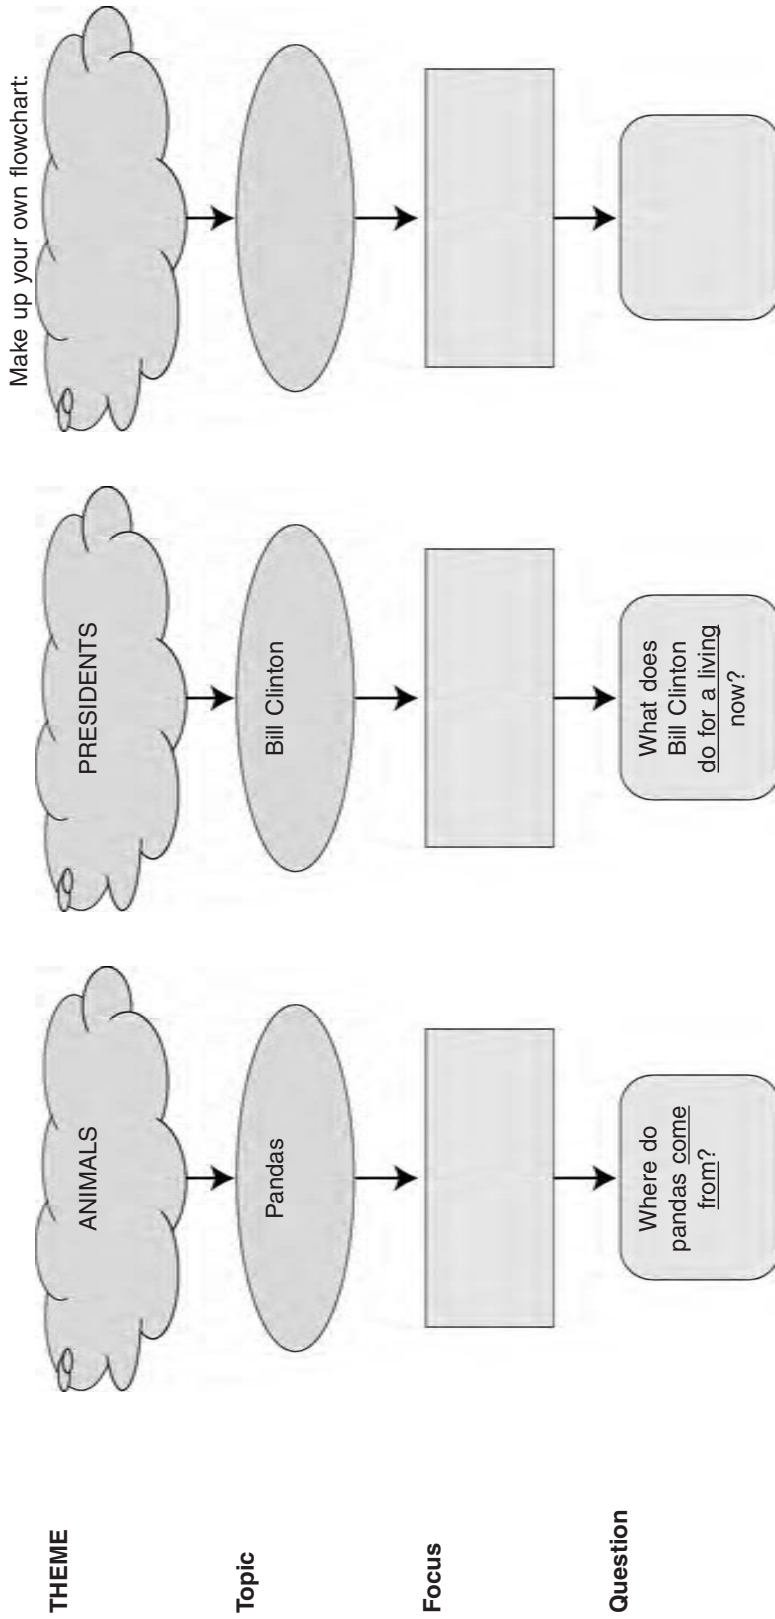 Make up your own flowchart:
THEME
ANIMALS
PRESIDENTS
Topic
Pandas
Bill Clinton
Focus
Question
Where do
pandas come
from?
What does
Bill Clinton
do for a living
now?